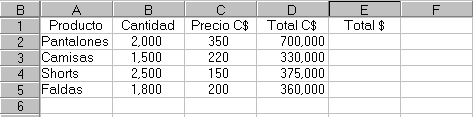 B A B C D E F
1 Producto Cantidad Precio C$ Total C$ Total $
2 Pantalones 2,000 350 700,000
3 Camisas 1,500 220 330,000
4 Shorts 2,500 150 375,000
5 Faldas 1,800 200 360,000
6